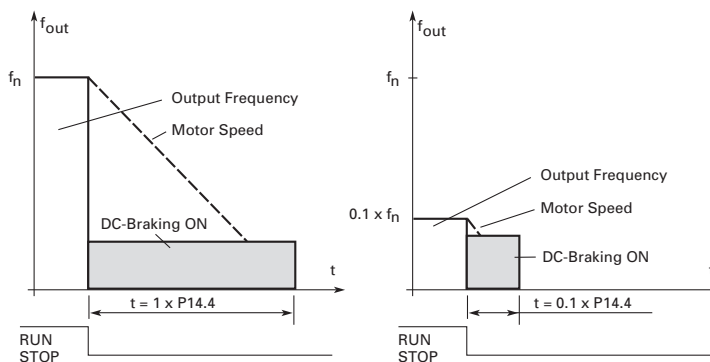 f_out
f_n
Output Frequency
Motor Speed
DC-Braking ON
t
t = 1 x P14.4
RUN
STOP
f_out
f_n
Output Frequency
0.1 x f_n
Motor Speed
DC-Braking ON
t
t = 0.1 x P14.4
RUN
STOP